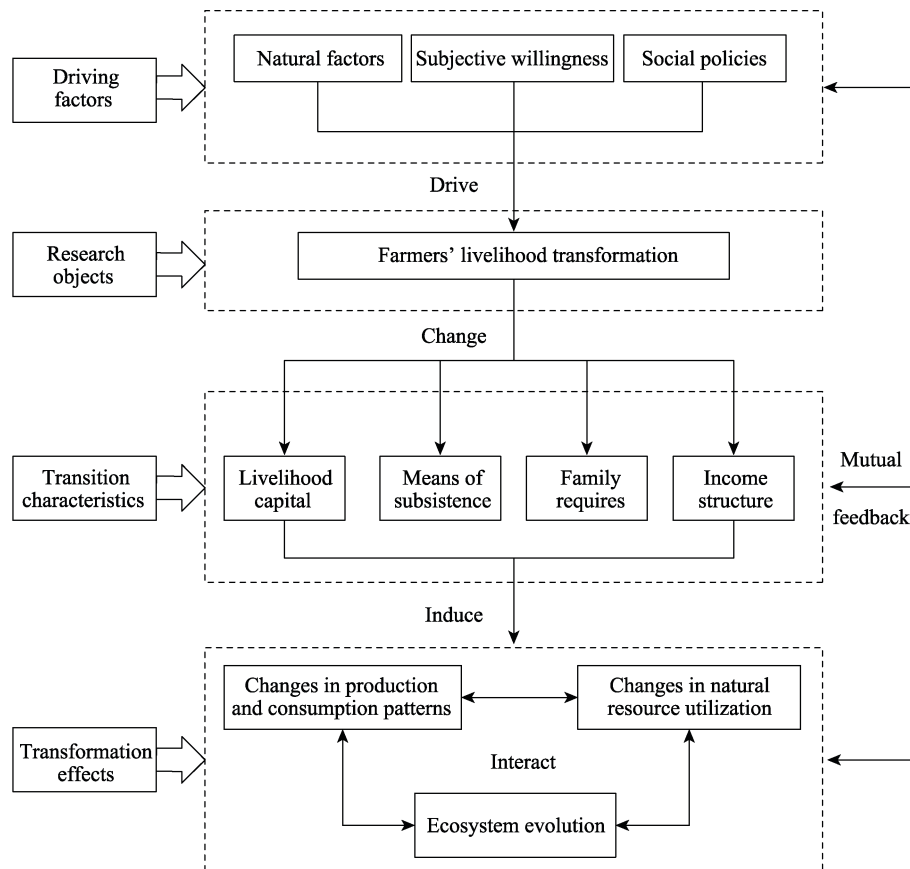 Driving
factors
Natural factors
Subjective willingness
Social policies
Drive
Research
objects
Farmers’ livelihood transformation
Change
Transition
characteristics
Livelihood
capital
Means of
subsistence
Family
requires
Income
structure
Mutual
feedback
Induce
Transformation
effects
Changes in production
and consumption patterns
Changes in natural
resource utilization
Interact
Ecosystem evolution